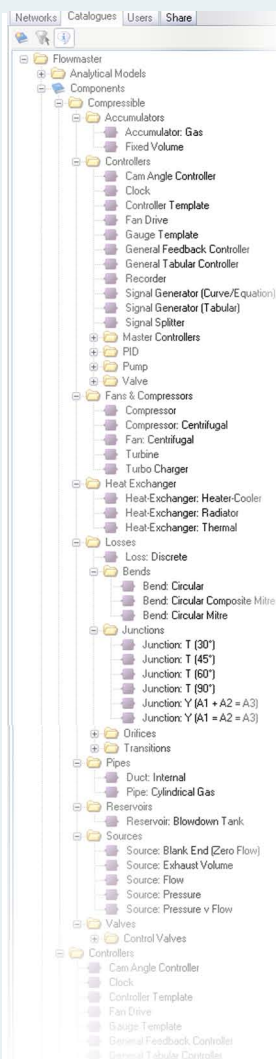 Networks Catalogues Users Share
Flowmaster
Analytical Models
Components
Compressible
Accumulators
Accumulator: Gas
Fixed Volume
Controllers
Cam Angle Controller
Clock
Controller Template
Fan Drive
Gauge Template
General Feedback Controller
General Tabular Controller
Recorder
Signal Generator (Curve/Equation)
Signal Generator (Tabular)
Signal Splitter
Master Controllers
PID
Pump
Valve
Fans & Compressors
Compressor
Compressor: Centrifugal
Fan: Centrifugal
Turbine
Turbo Charger
Heat Exchanger
Heat-Exchanger: Heater-Cooler
Heat-Exchanger: Radiator
Heat-Exchanger: Thermal
Losses
Loss: Discrete
Bends
Bend: Circular
Bend: Circular Composite Mitre
Bend: Circular Mitre
Junctions
Junction: T (30°)
Junction: T (45°)
Junction: T (60°)
Junction: T (90°)
Junction: Y (A1 + A2 = A3)
Junction: Y (A1 = A2 = A3)
Orifices
Transitions
Pipes
Duct: Internal
Pipe: Cylindrical Gas
Reservoirs
Reservoir: Blowdown Tank
Sources
Source: Blank End (Zero Flow)
Source: Exhaust Volume
Source: Flow
Source: Pressure
Source: Pressure v Flow
Valves
Control Valves
Controllers
Cam Angle Controller
Clock
Controller Template
Fan Drive
Gauge Template
General Feedback Controller
General Tabular Controller